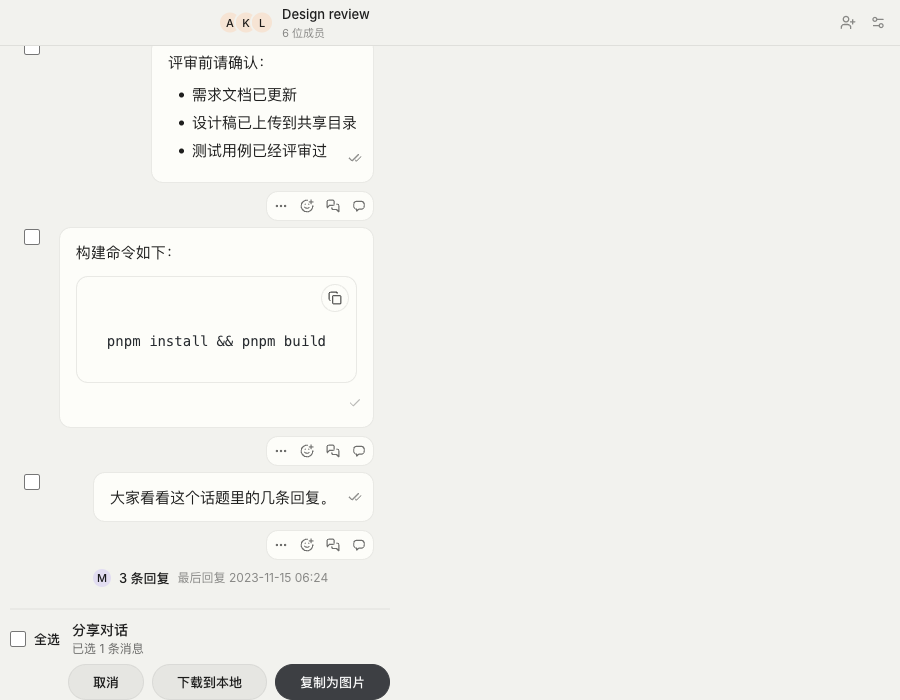 A K L
Design review
6 位成员
评审前请确认：
• 需求文档已更新
• 设计稿已上传到共享目录
• 测试用例已经评审过
构建命令如下：
pnpm install && pnpm build
大家看看这个话题里的几条回复。
M 3 条回复 最后回复 2023-11-15 06:24
全选
分享对话
已选 1 条消息
取消 下载到本地 复制为图片